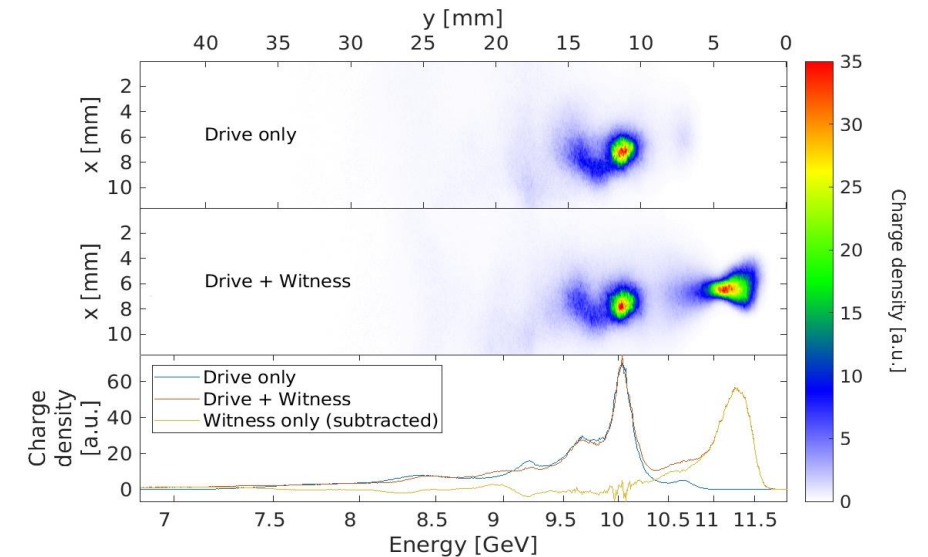 y [mm]
40 35 30 25 20 15 10 5 0
x [mm]
2
4
6
8
10
Drive only
x [mm]
2
4
6
8
10
Drive + Witness
Charge
density
[a.u.]
60
40
20
0
Drive only
Drive + Witness
Witness only (subtracted)
7 7.5 8 8.5 9 9.5 10 10.5 11 11.5
Energy [GeV]
35
30
25
20
15
10
5
0
Charge density [a.u.]